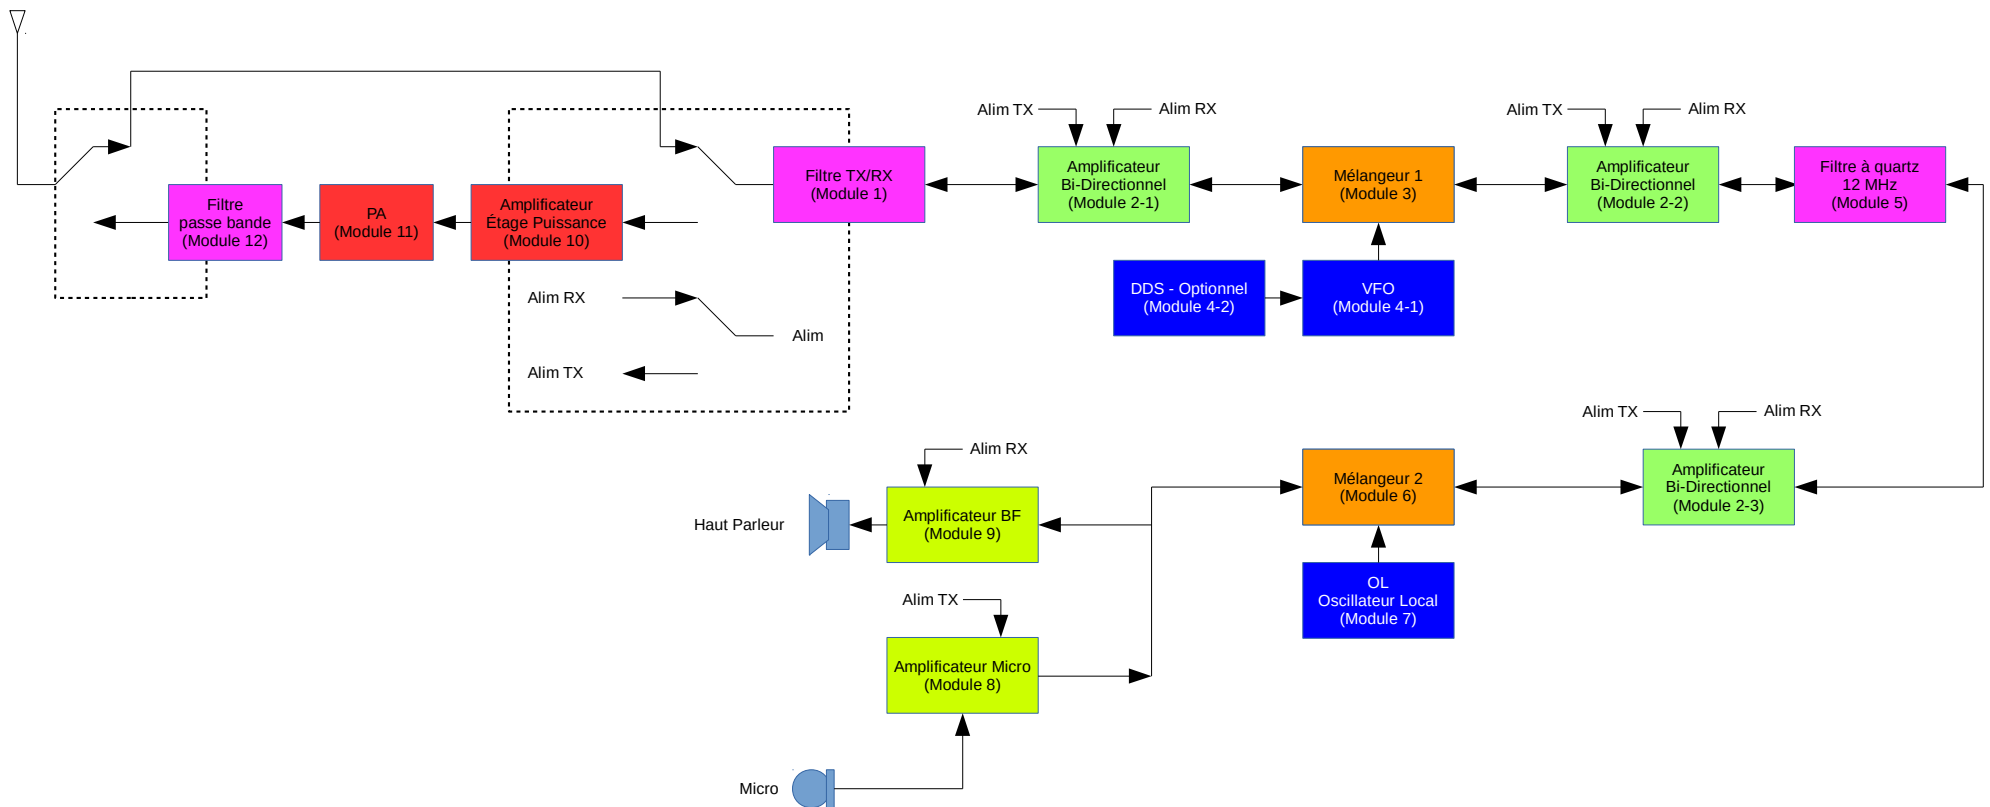 Alim TX
Alim RX
Alim TX
Alim RX
Filtre TX/RX
(Module 1)
Amplificateur
Bi-Directionnel
(Module 2-1)
Mélangeur 1
(Module 3)
Amplificateur
Bi-Directionnel
(Module 2-2)
Filtre à quartz
12 MHz
(Module 5)
Filtre
passe bande
(Module 12)
PA
(Module 11)
Amplificateur
Étage Puissance
(Module 10)
DDS - Optionnel
(Module 4-2)
VFO
(Module 4-1)
Alim RX
Alim
Alim TX
Alim TX
Alim RX
Alim RX
Mélangeur 2
(Module 6)
Amplificateur
Bi-Directionnel
(Module 2-3)
Haut Parleur
Amplificateur BF
(Module 9)
OL
Oscillateur Local
(Module 7)
Alim TX
Amplificateur Micro
(Module 8)
Micro